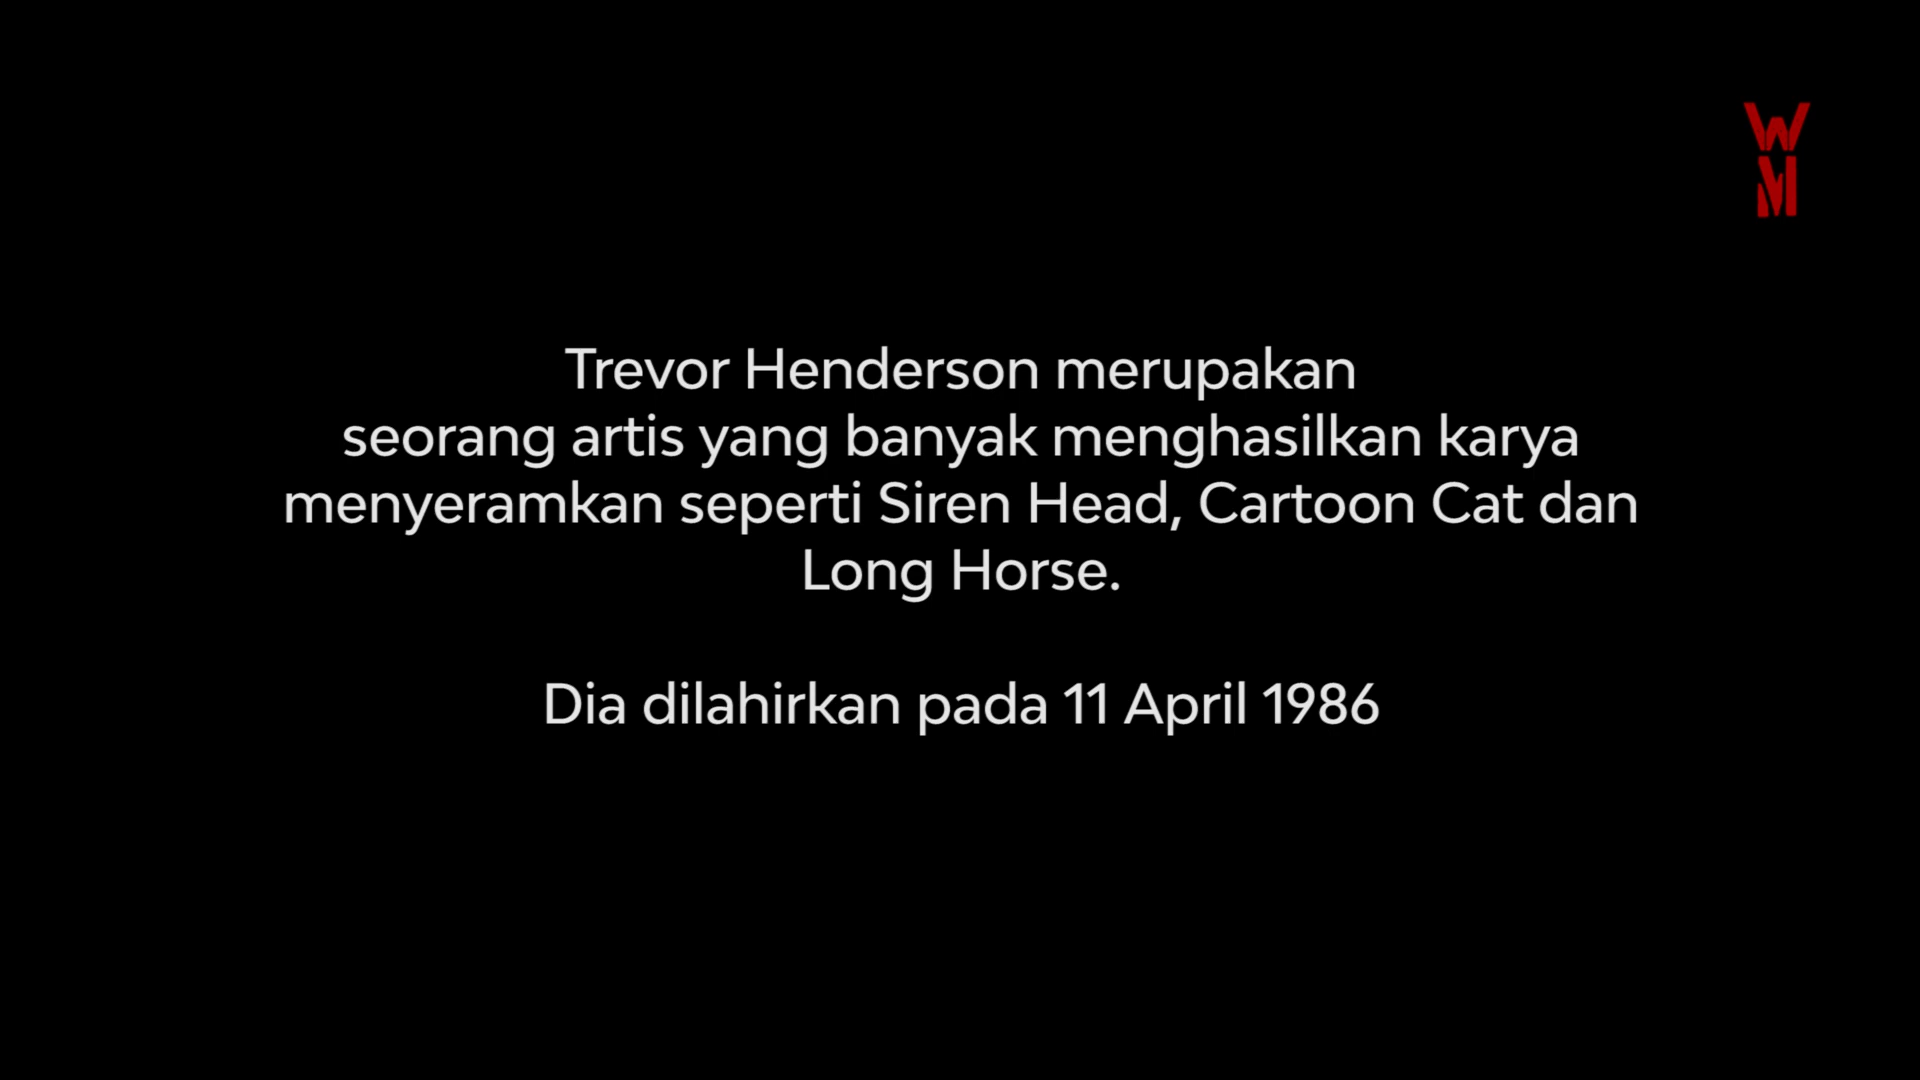 W
M
Trevor Henderson merupakan
seorang artis yang banyak menghasilkan karya
menyeramkan seperti Siren Head, Cartoon Cat dan
Long Horse.
Dia dilahirkan pada 11 April 1986